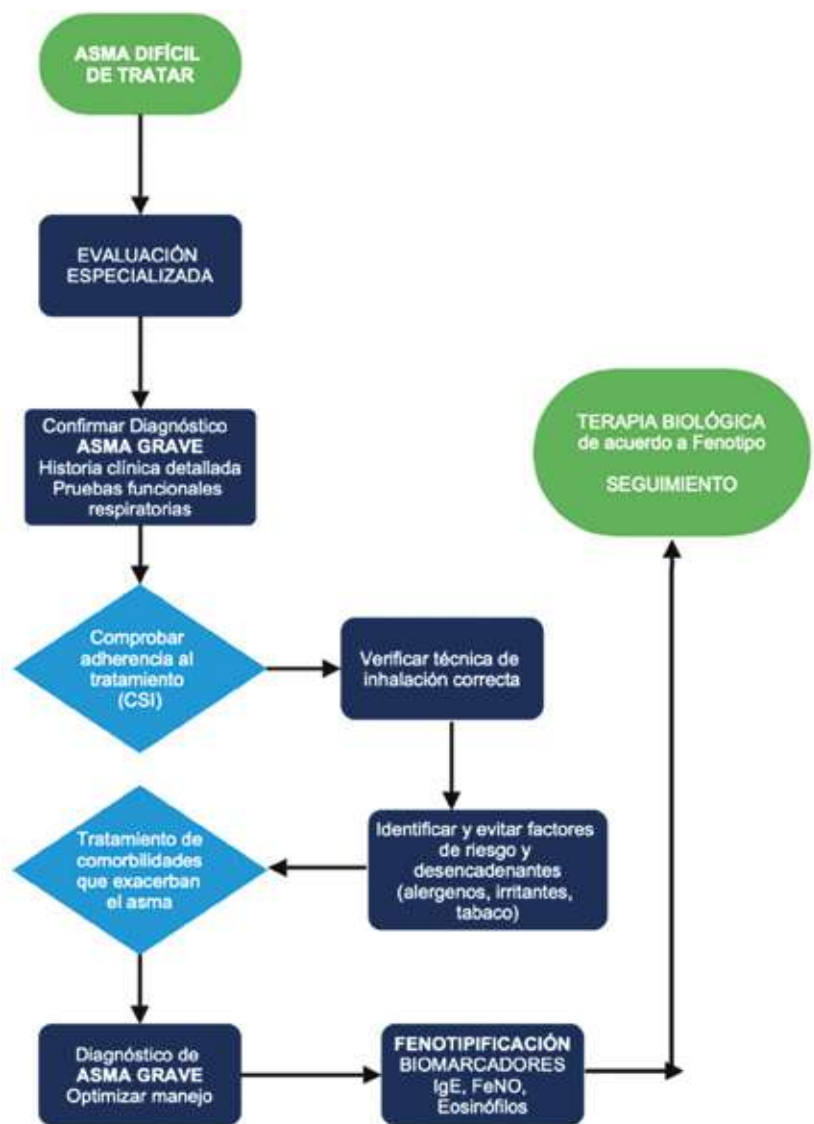 ASMA DIFÍCIL
DE TRATAR
EVALUACIÓN
ESPECIALIZADA
Confirmar Diagnóstico
ASMA GRAVE
Historia clínica detallada
Pruebas funcionales
respiratorias
Comprobar
adherencia al
tratamiento
(CSI)
Verificar técnica de
inhalación correcta
Identificar y evitar factores
de riesgo y
desencadenantes
(alergenos, irritantes,
tabaco)
Tratamiento de
comorbilidades
que exacerban
el asma
Diagnóstico de
ASMA GRAVE
Optimizar manejo
FENOTIPIFICACIÓN
BIOMARCADORES
IgE, FeNO,
Eosinófilos
TERAPIA BIOLÓGICA
de acuerdo a Fenotipo
SEGUIMIENTO